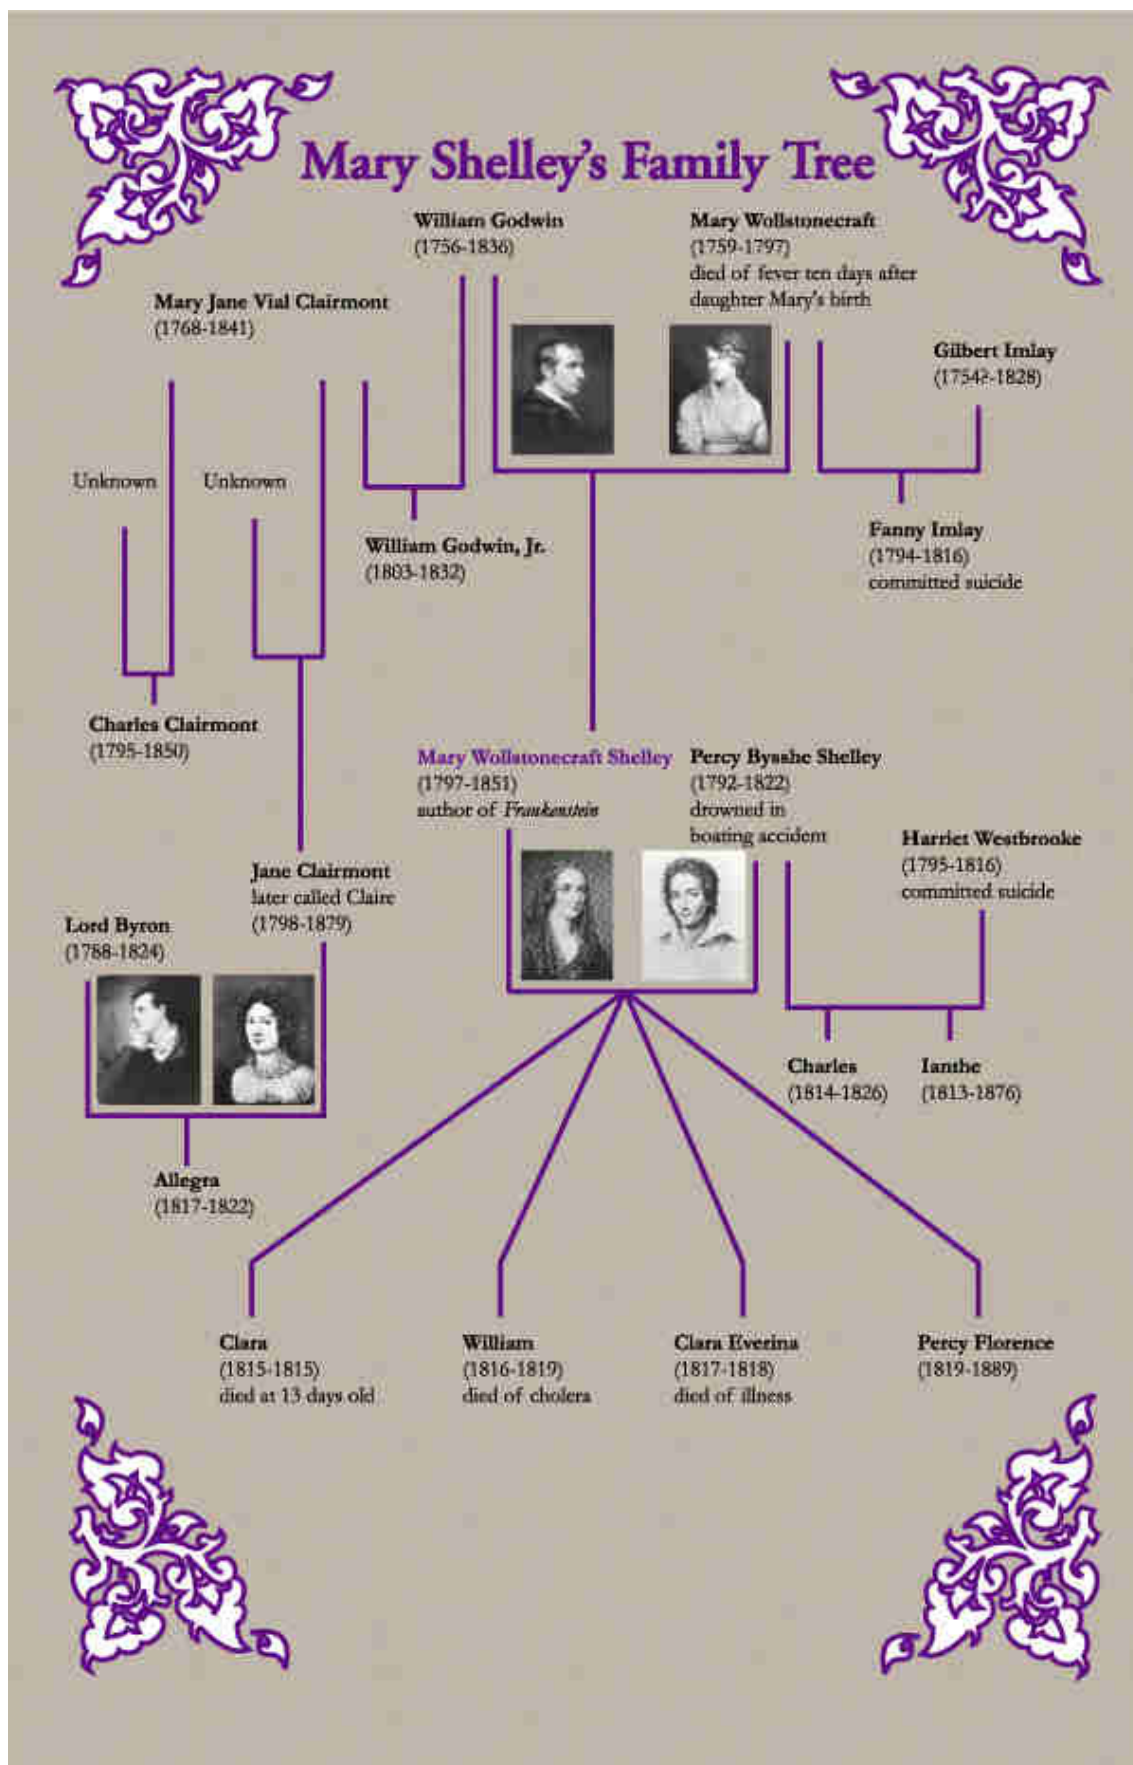 Mary Shelley's Family Tree
William Godwin
(1756-1836)
Mary Wollstonecraft
(1759-1797)
died of fever ten days after
daughter Mary's birth
Mary Jane Vial Clairmont
(1768-1841)
Gilbert Imlay
(1754?-1828)
Unknown
Unknown
William Godwin, Jr.
(1803-1832)
Fanny Imlay
(1794-1816)
committed suicide
Charles Clairmont
(1795-1850)
Mary Wollstonecraft Shelley
(1797-1851)
author of Frankenstein
Percy Bysshe Shelley
(1792-1822)
drowned in
boating accident
Harriet Westbrooke
(1795-1816)
committed suicide
Jane Clairmont
later called Claire
(1798-1879)
Lord Byron
(1788-1824)
Charles
(1814-1826)
Ianthe
(1813-1876)
Allegra
(1817-1822)
Clara
(1815-1815)
died at 13 days old
William
(1816-1819)
died of cholera
Clara Everina
(1817-1818)
died of illness
Percy Florence
(1819-1889)